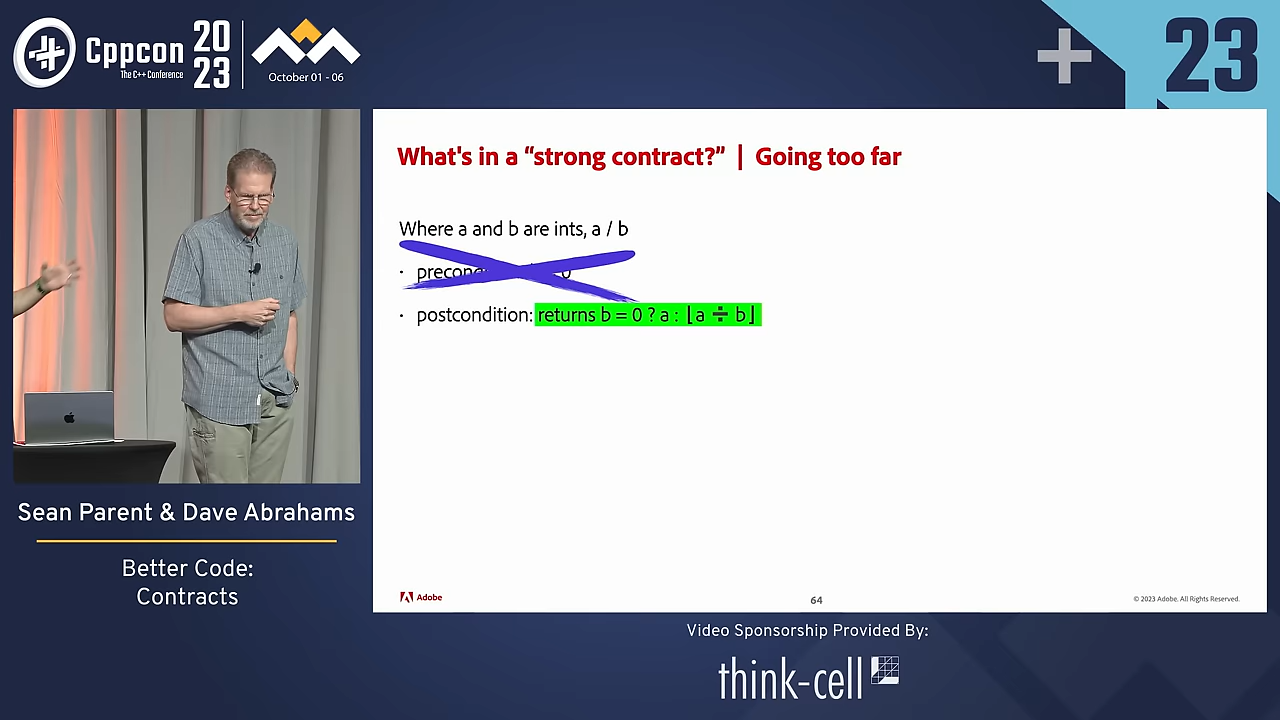 Cppcon
The C++ Conference
20
23
October 01 - 06
23
What's in a “strong contract?” | Going too far
Where a and b are ints, a / b
· precond 0
· postcondition: returns b = 0 ? a : ⌊a ÷ b⌋
Sean Parent & Dave Abrahams
Better Code:
Contracts
Adobe
64
© 2023 Adobe. All Rights Reserved.
Video Sponsorship Provided By:
think-cell